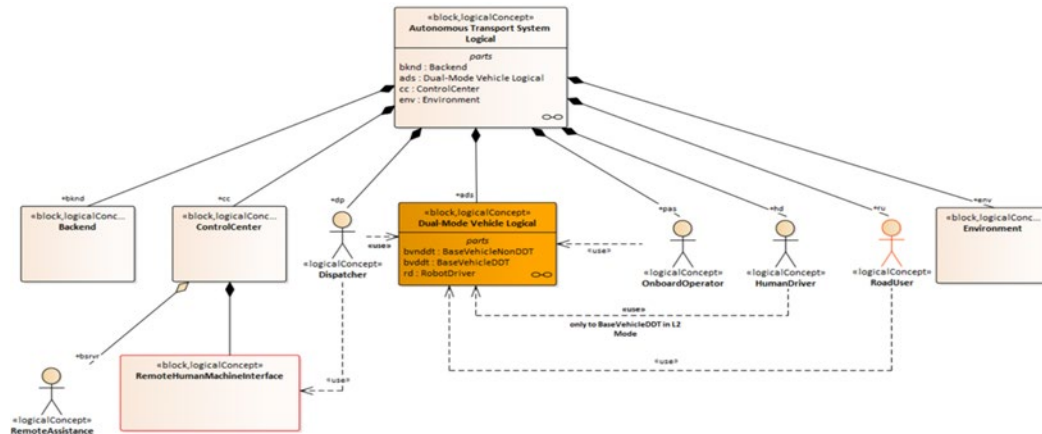 «block,logicalConcept»
Autonomous Transport System
Logical
parts
bknd : Backend
ads : Dual-Mode Vehicle Logical
cc : ControlCenter
env : Environment
*bknd
*cc
*dp
*ads
*pas
*hd
*ru
*env
«block,logicalConc...
Backend
«block,logicalConc...
ControlCenter
«logicalConcept»
Dispatcher
«use»
«block,logicalConcept»
Dual-Mode Vehicle Logical
parts
bvnddt : BaseVehicleNonDDT
bvddt : BaseVehicleDDT
rd : RobotDriver
«use»
«logicalConcept»
OnboardOperator
«logicalConcept»
HumanDriver
«logicalConcept»
RoadUser
«block,logicalConc...
Environment
«use»
only to BaseVehicleDDT in L2
Mode
«use»
*bsrvr
«block,logicalConcept»
RemoteHumanMachineInterface
«use»
«logicalConcept»
RemoteAssistance